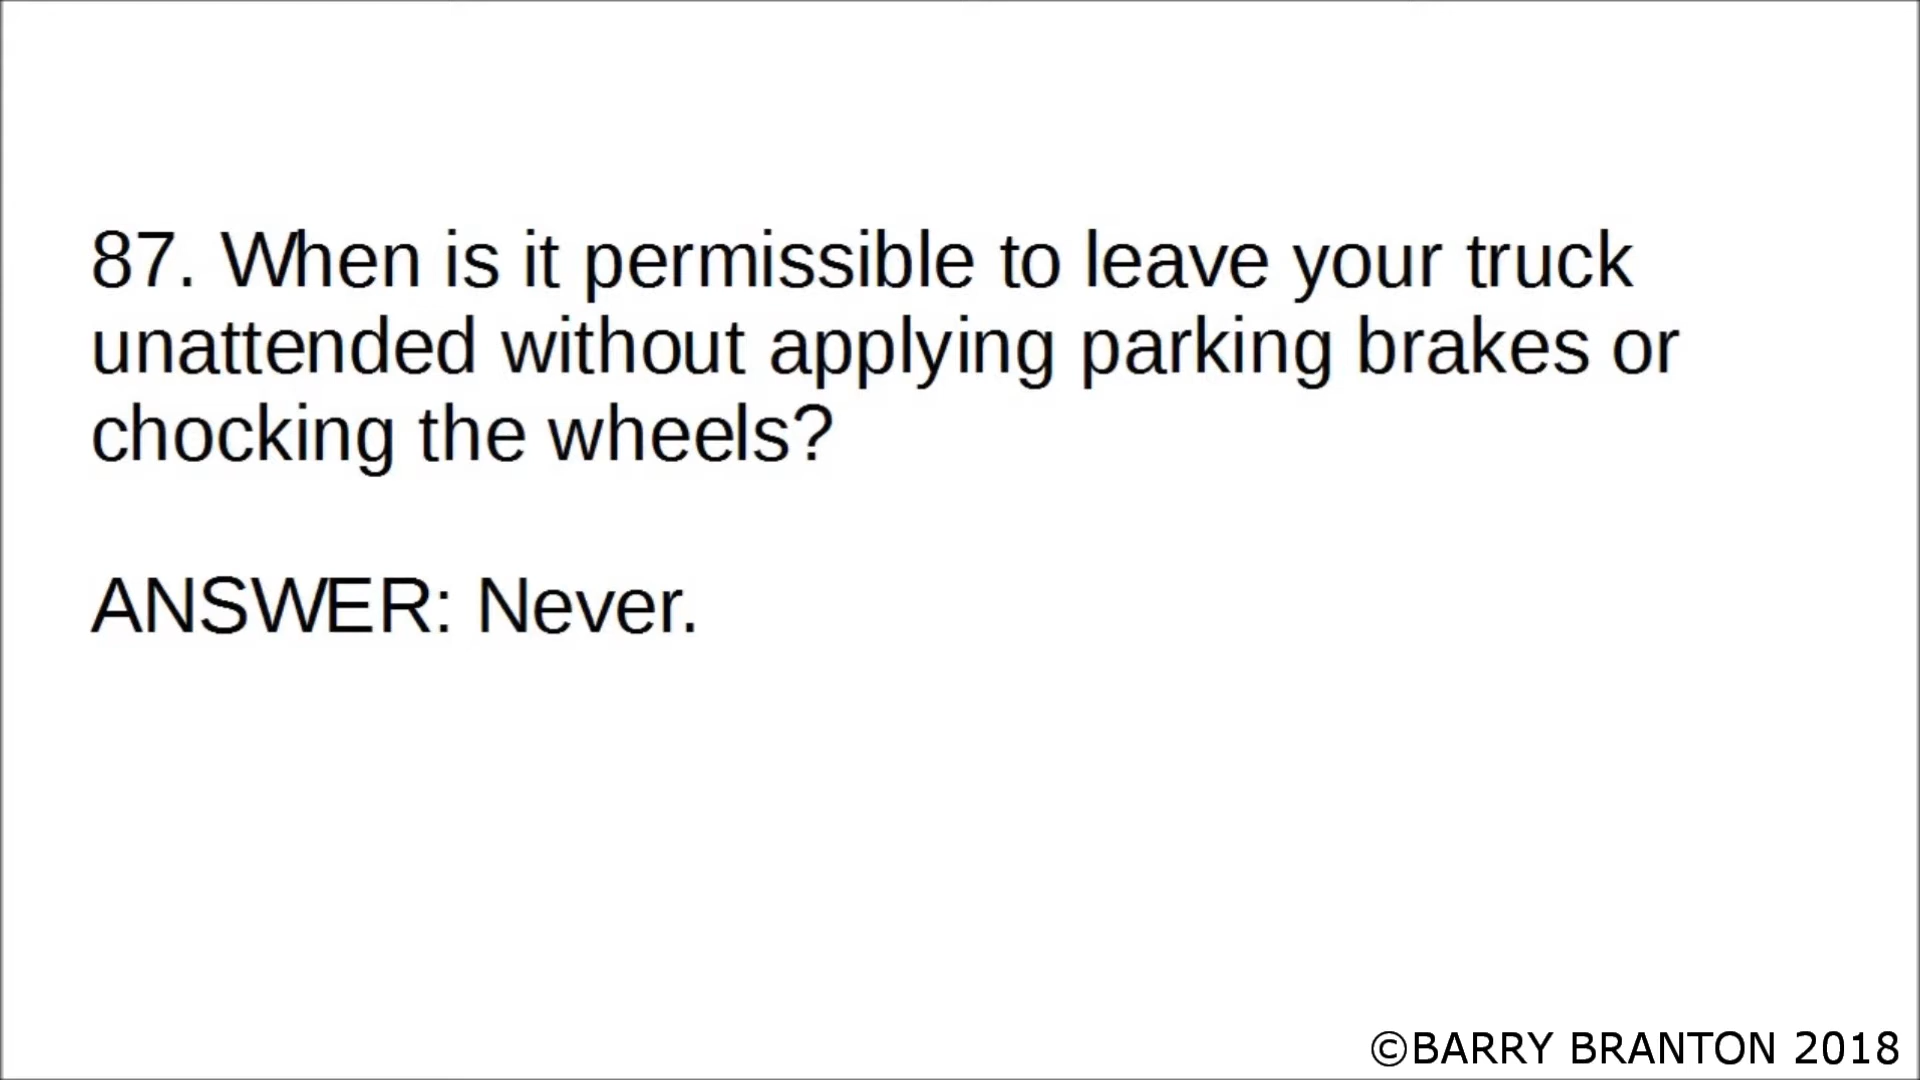 87. When is it permissible to leave your truck
unattended without applying parking brakes or
chocking the wheels?
ANSWER: Never.
©BARRY BRANTON 2018